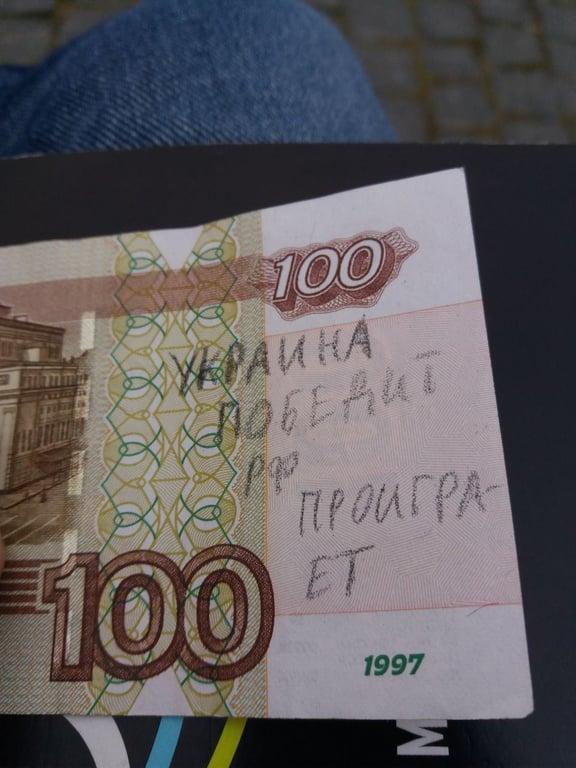 100
УКРАИНА
ПОБЕДИТ
РФ
ПРОИГРА-
ЕТ
100
1997
М